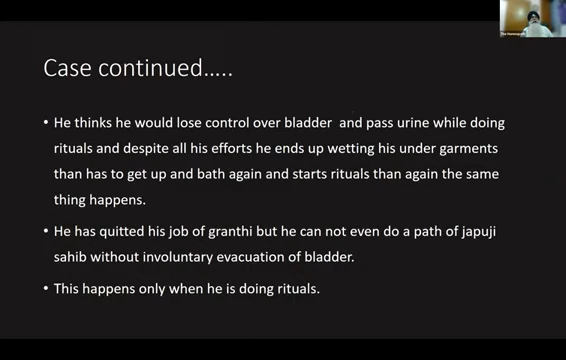 Case continued…..
• He thinks he would lose control over bladder and pass urine while doing
rituals and despite all his efforts he ends up wetting his under garments
than has to get up and bath again and starts rituals than again the same
thing happens.
• He has quitted his job of granthi but he can not even do a path of japuji
sahib without involuntary evacuation of bladder.
• This happens only when he is doing rituals.